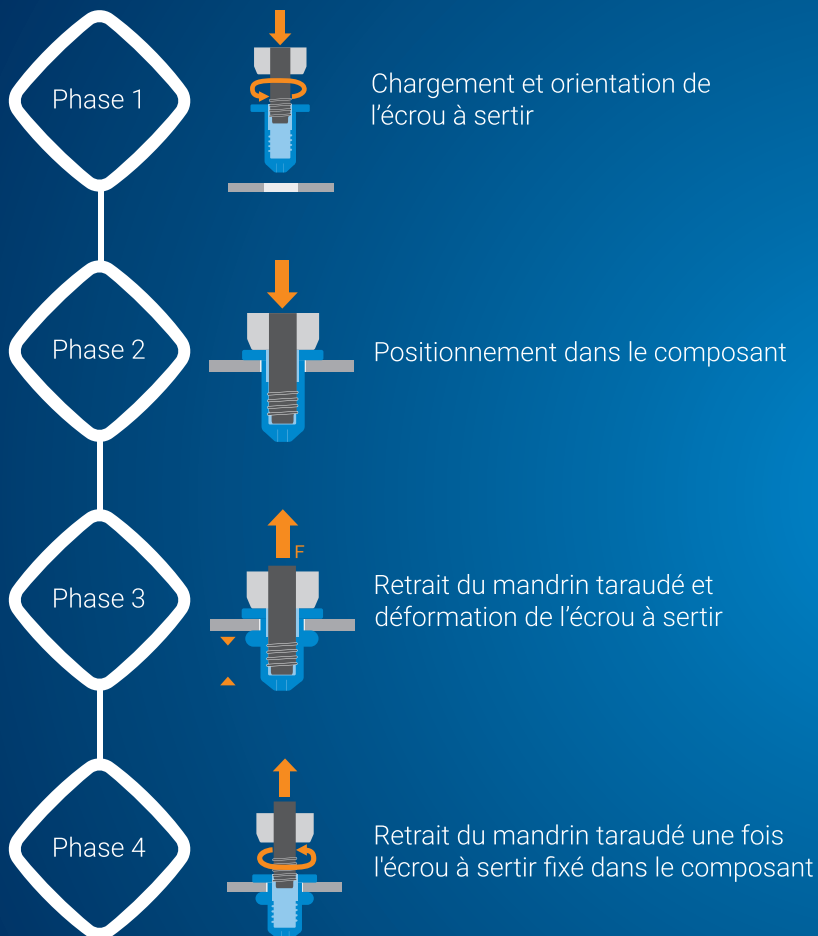 Phase 1
Chargement et orientation de
l’écrou à sertir
Phase 2
Positionnement dans le composant
F
Phase 3
Retrait du mandrin taraudé et
déformation de l’écrou à sertir
Phase 4
Retrait du mandrin taraudé une fois
l'écrou à sertir fixé dans le composant